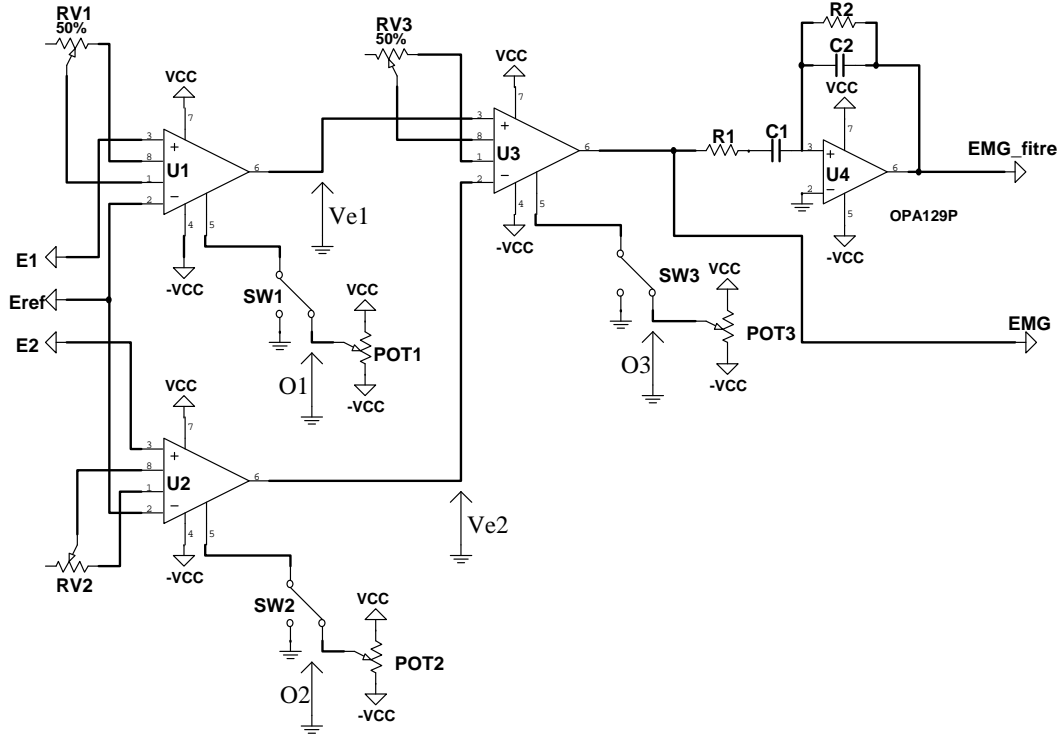 RV1
50%
RV3
50%
R2
C2
VCC
VCC
VCC
7
3
8
1
2
+
−
U1
6
4
5
-VCC
Ve1
7
3
8
1
2
+
−
U3
6
4
5
-VCC
R1
C1
7
3
2
+
−
U4
6
5
-VCC
OPA129P
EMG_fitre
E1
Eref
E2
SW1
VCC
POT1
-VCC
O1
SW3
VCC
POT3
-VCC
O3
EMG
VCC
7
3
8
1
2
+
−
U2
6
4
5
-VCC
RV2
Ve2
SW2
VCC
POT2
-VCC
O2